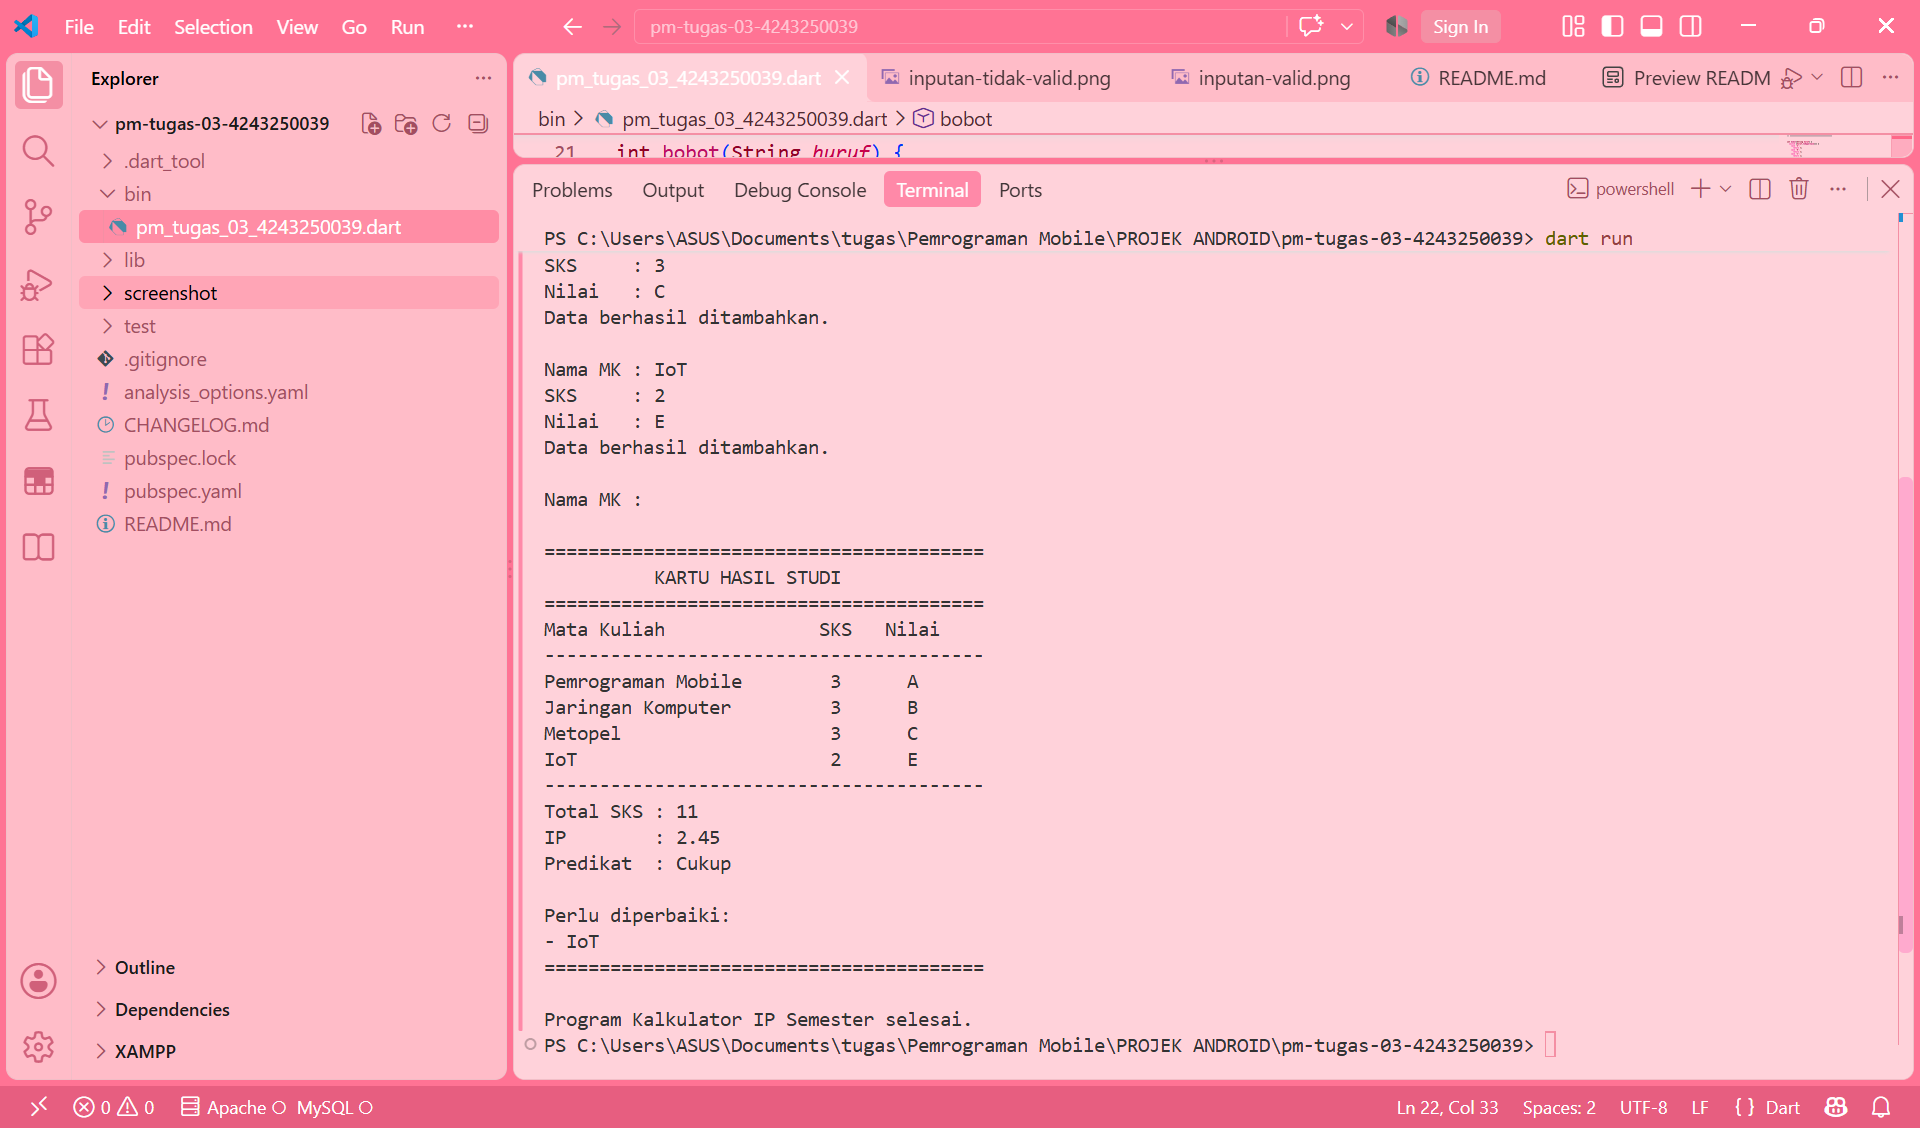 File Edit Selection View Go Run ··· pm-tugas-03-4243250039 Sign In
Explorer ···
pm-tugas-03-4243250039
.dart_tool
bin
pm_tugas_03_4243250039.dart
lib
screenshot
test
.gitignore
analysis_options.yaml
CHANGELOG.md
pubspec.lock
pubspec.yaml
README.md
Outline
Dependencies
XAMPP
pm_tugas_03_4243250039.dart inputan-tidak-valid.png inputan-valid.png README.md Preview READM
bin > pm_tugas_03_4243250039.dart > bobot
21 int bobot(String huruf) {
Problems Output Debug Console Terminal Ports powershell
PS C:\Users\ASUS\Documents\tugas\Pemrograman Mobile\PROJEK ANDROID\pm-tugas-03-4243250039> dart run
SKS     : 3
Nilai   : C
Data berhasil ditambahkan.
Nama MK : IoT
SKS     : 2
Nilai   : E
Data berhasil ditambahkan.
Nama MK :
========================================
KARTU HASIL STUDI
========================================
Mata Kuliah              SKS   Nilai
----------------------------------------
Pemrograman Mobile        3      A
Jaringan Komputer         3      B
Metopel                   3      C
IoT                       2      E
----------------------------------------
Total SKS : 11
IP        : 2.45
Predikat  : Cukup
Perlu diperbaiki:
- IoT
========================================
Program Kalkulator IP Semester selesai.
PS C:\Users\ASUS\Documents\tugas\Pemrograman Mobile\PROJEK ANDROID\pm-tugas-03-4243250039>
0 0 Apache MySQL Ln 22, Col 33 Spaces: 2 UTF-8 LF { } Dart